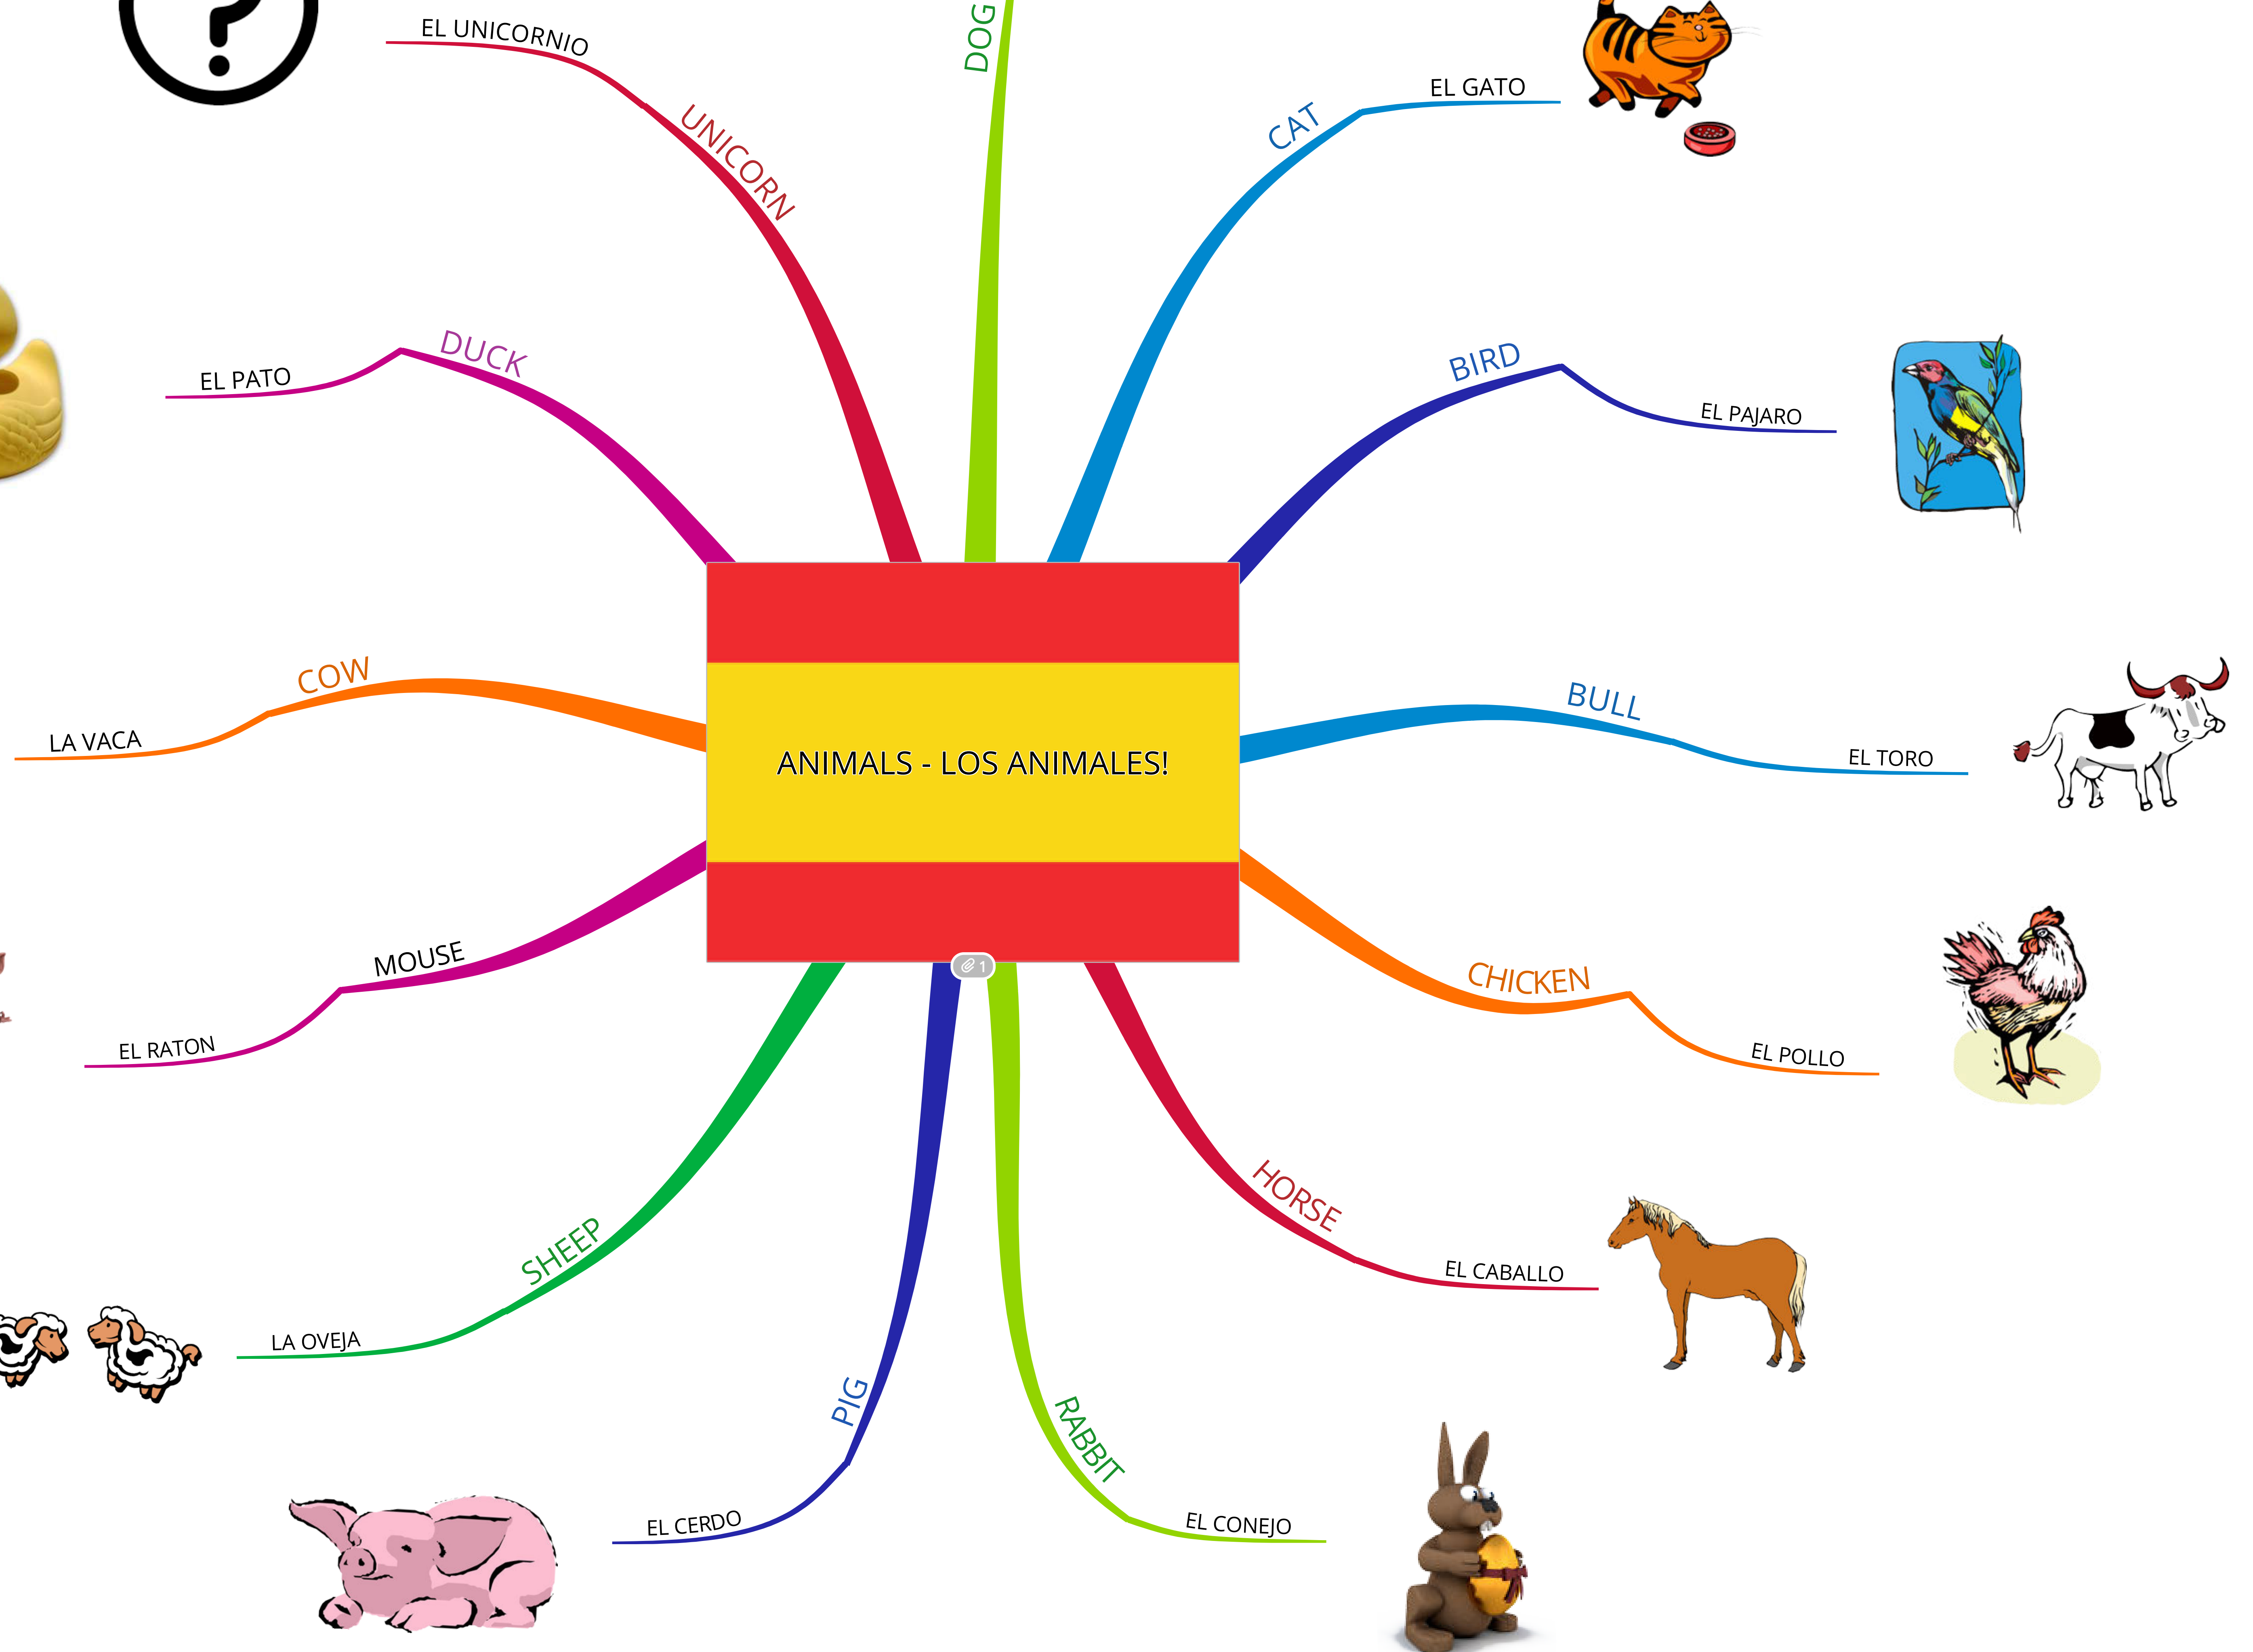 ANIMALS - LOS ANIMALES!
1
DOG
CAT
EL GATO
BIRD
EL PAJARO
BULL
EL TORO
CHICKEN
EL POLLO
HORSE
EL CABALLO
RABBIT
EL CONEJO
PIG
EL CERDO
SHEEP
LA OVEJA
MOUSE
EL RATON
COW
LA VACA
DUCK
EL PATO
UNICORN
EL UNICORNIO
?